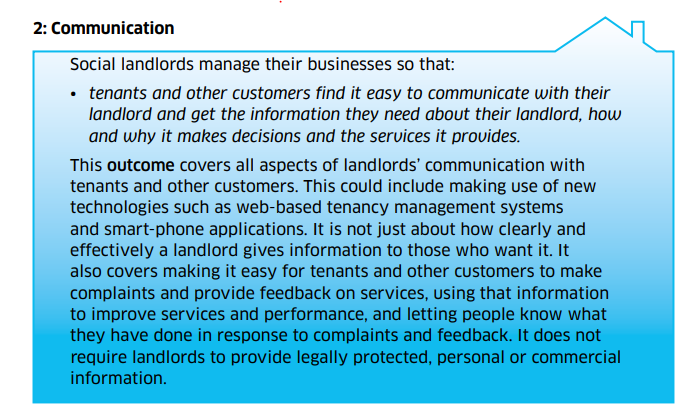 2: Communication
Social landlords manage their businesses so that:
• tenants and other customers find it easy to communicate with their
landlord and get the information they need about their landlord, how
and why it makes decisions and the services it provides.
This outcome covers all aspects of landlords’ communication with
tenants and other customers. This could include making use of new
technologies such as web-based tenancy management systems
and smart-phone applications. It is not just about how clearly and
effectively a landlord gives information to those who want it. It
also covers making it easy for tenants and other customers to make
complaints and provide feedback on services, using that information
to improve services and performance, and letting people know what
they have done in response to complaints and feedback. It does not
require landlords to provide legally protected, personal or commercial
information.